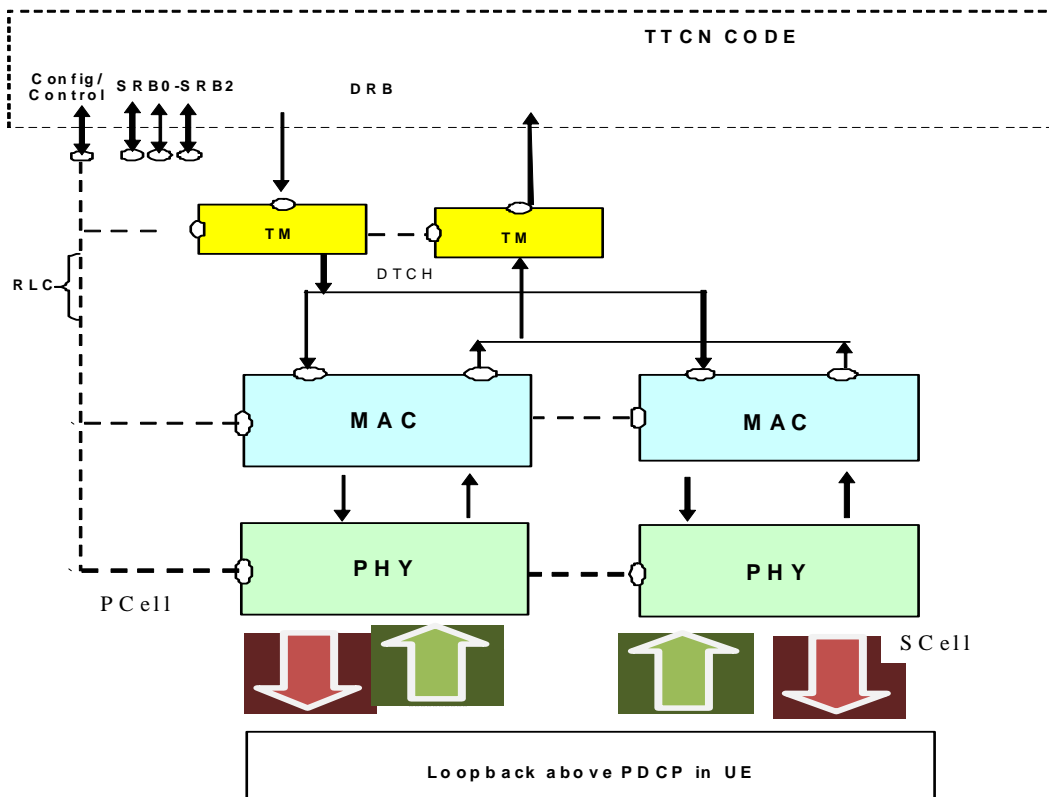 TTCN CODE
Config/
Control
SRB0-SRB2
DRB
TM
TM
DTCH
RLC
MAC
MAC
PHY
PHY
PCell
SCell
Loopback above PDCP in UE